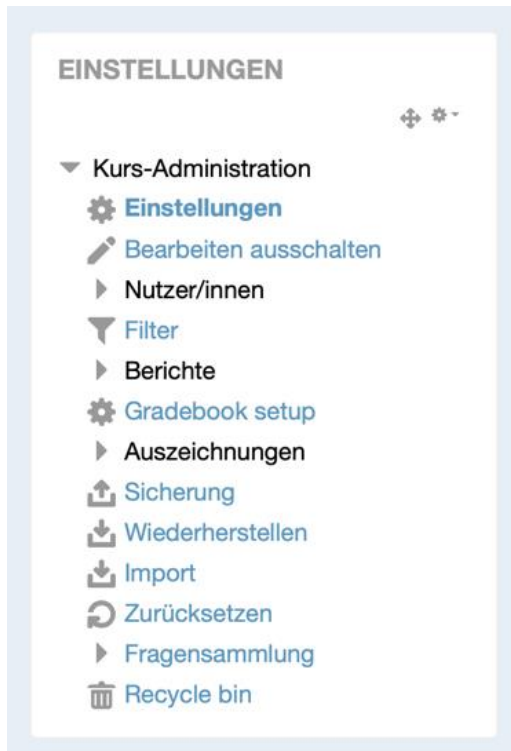 EINSTELLUNGEN
Kurs-Administration
Einstellungen
Bearbeiten ausschalten
Nutzer/innen
Filter
Berichte
Gradebook setup
Auszeichnungen
Sicherung
Wiederherstellen
Import
Zurücksetzen
Fragensammlung
Recycle bin